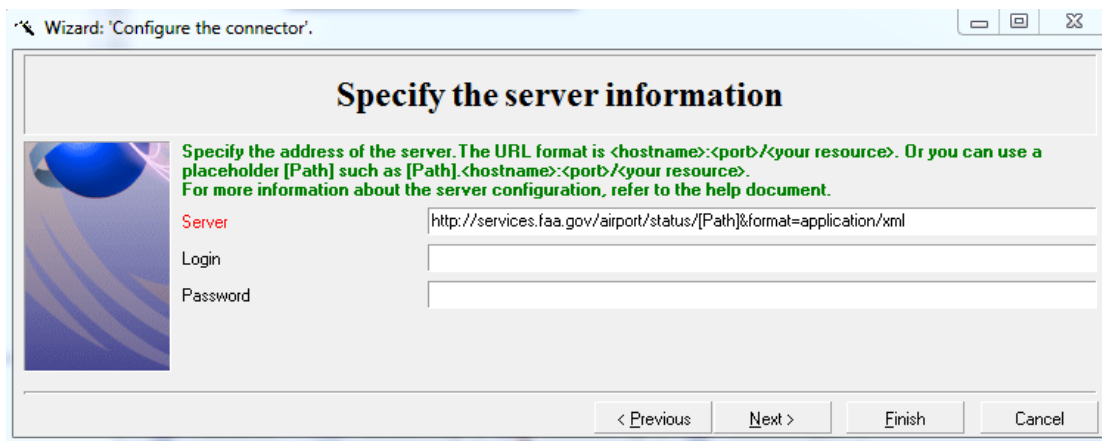 Wizard: 'Configure the connector'.
Specify the server information
Specify the address of the server.The URL format is <hostname>:<port>/<your resource>. Or you can use a
placeholder [Path] such as [Path].<hostname>:<port>/<your resource>.
For more information about the server configuration, refer to the help document.
Server http://services.faa.gov/airport/status/[Path]&format=application/xml
Login
Password
< Previous Next > Finish Cancel